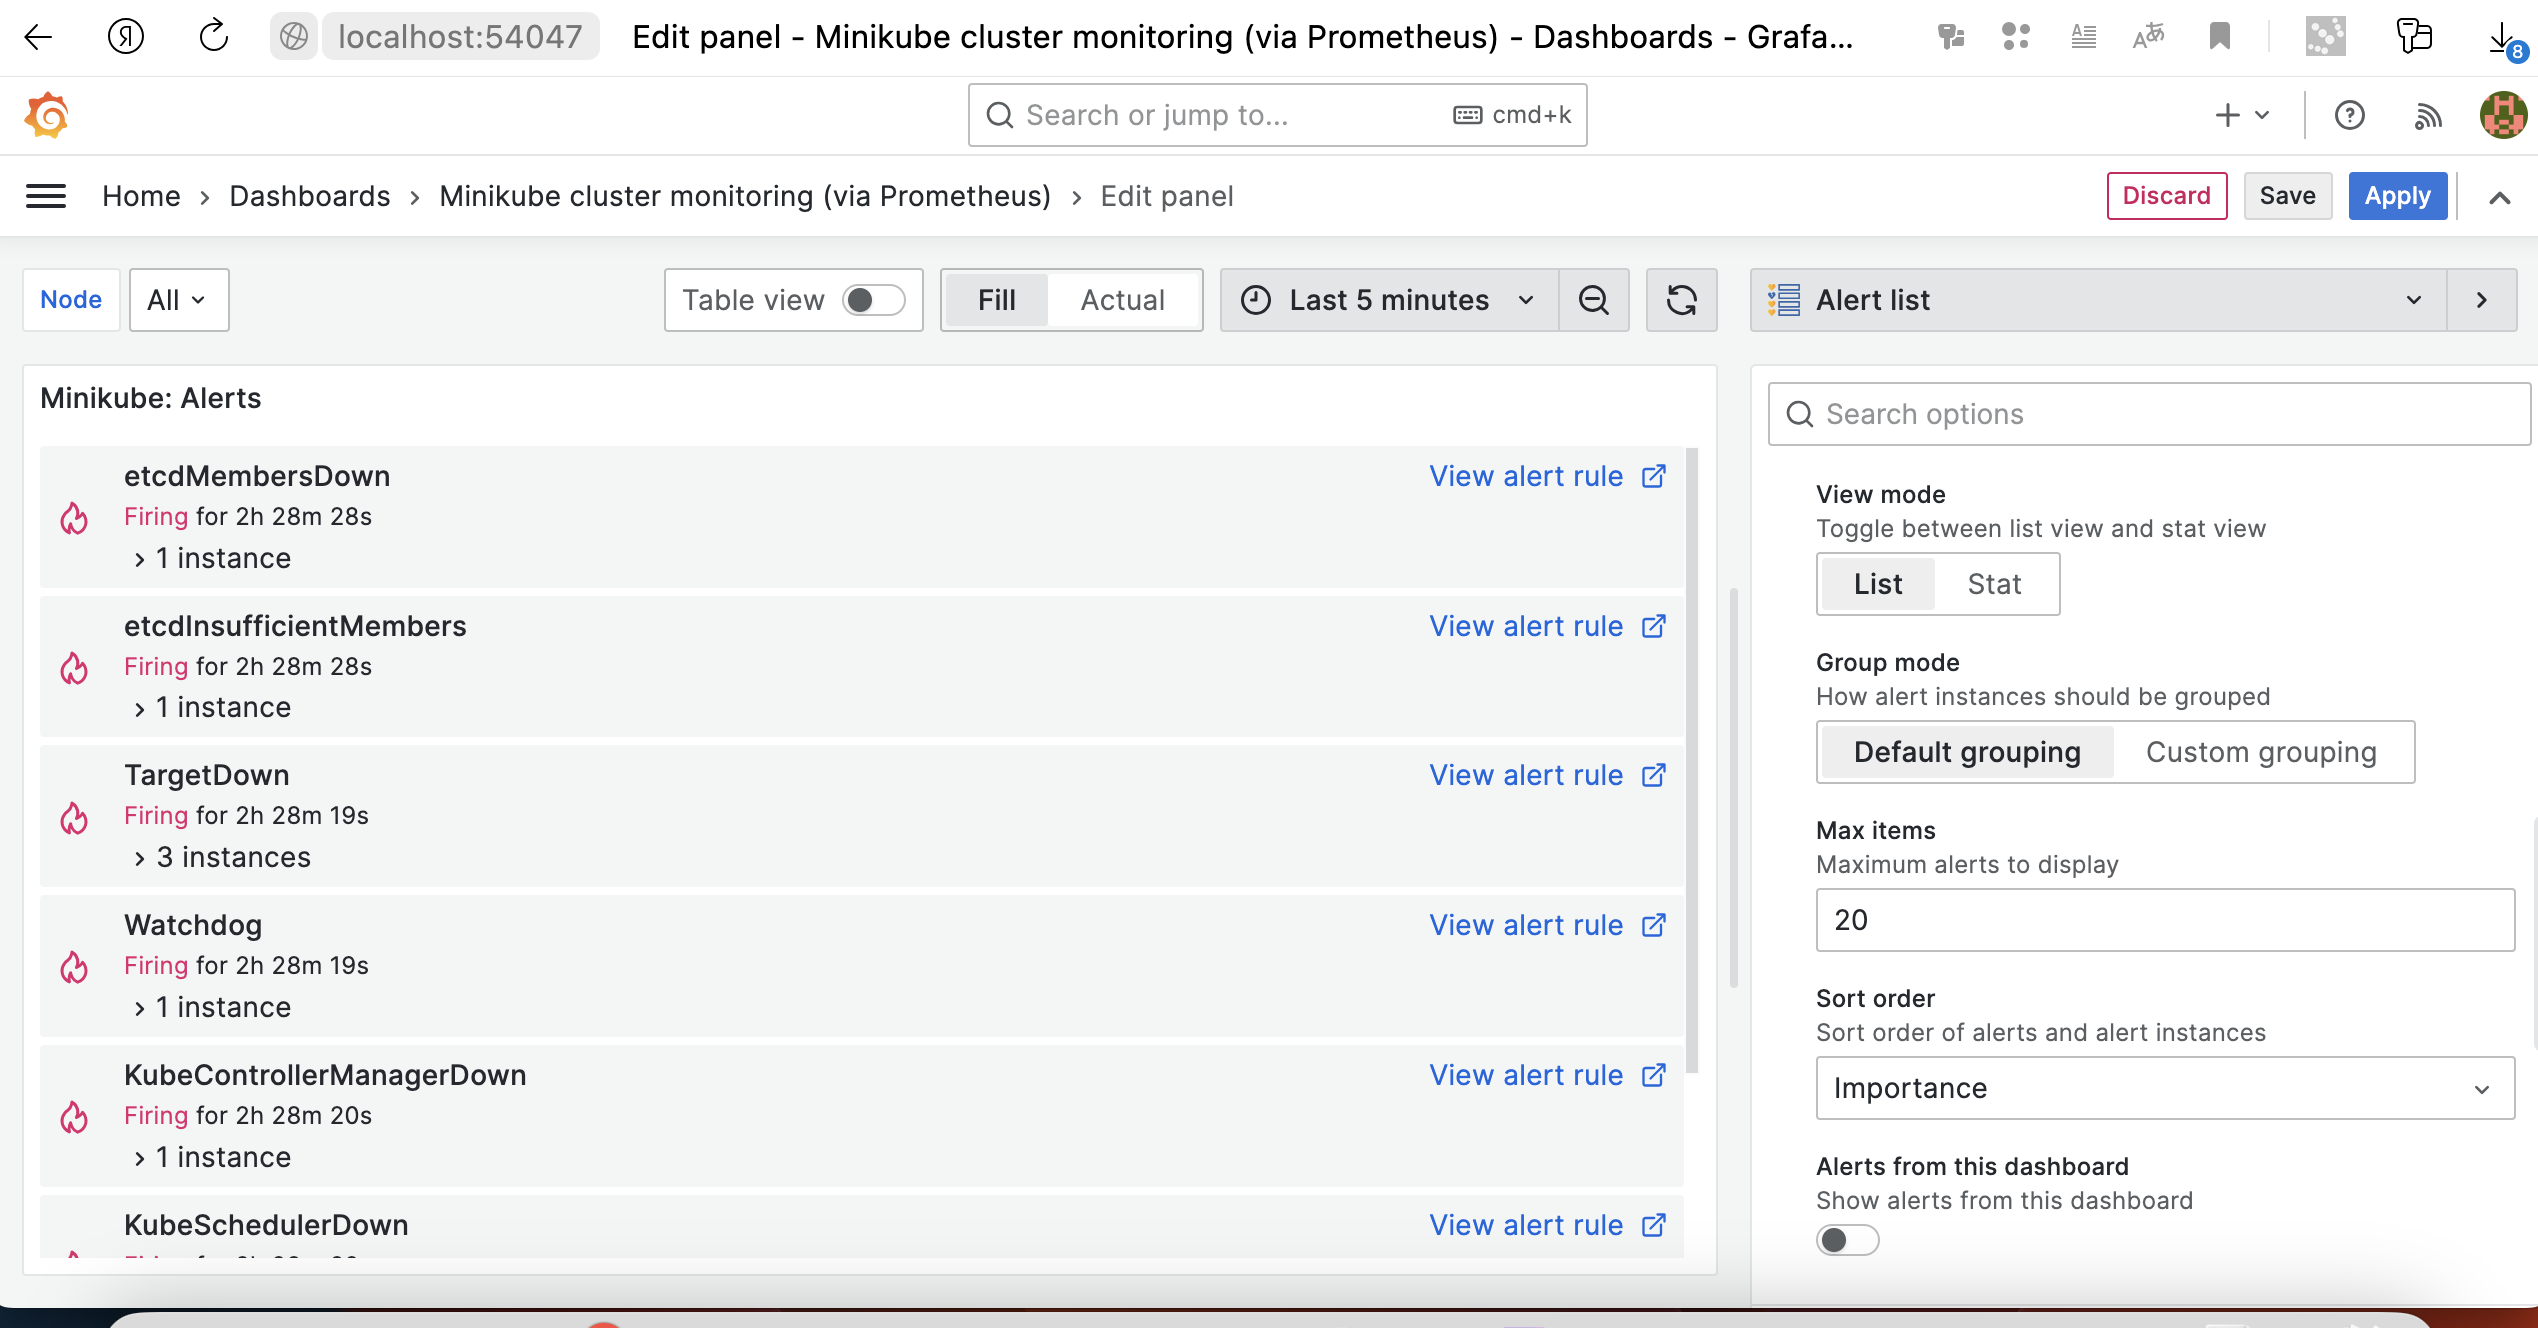 localhost:54047 Edit panel - Minikube cluster monitoring (via Prometheus) - Dashboards - Grafa...
8
Search or jump to... cmd+k
Home › Dashboards › Minikube cluster monitoring (via Prometheus) › Edit panel
Discard Save Apply
Node All Table view Fill Actual Last 5 minutes Alert list
Minikube: Alerts
etcdMembersDown View alert rule
Firing for 2h 28m 28s
1 instance
etcdInsufficientMembers View alert rule
Firing for 2h 28m 28s
1 instance
TargetDown View alert rule
Firing for 2h 28m 19s
3 instances
Watchdog View alert rule
Firing for 2h 28m 19s
1 instance
KubeControllerManagerDown View alert rule
Firing for 2h 28m 20s
1 instance
KubeSchedulerDown View alert rule
Search options
View mode
Toggle between list view and stat view
List Stat
Group mode
How alert instances should be grouped
Default grouping Custom grouping
Max items
Maximum alerts to display
20
Sort order
Sort order of alerts and alert instances
Importance
Alerts from this dashboard
Show alerts from this dashboard